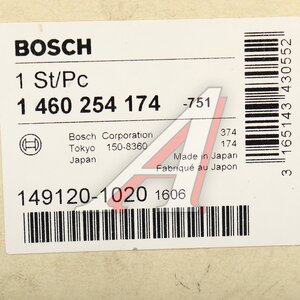 BOSCH
1 St/Pc
1 460 254 174 -751
Bosch Corporation 374
Tokyo 150-8360 174
Japan Made in Japan
Fabriqué au Japon
149120-1020 1606
3 165143 430552